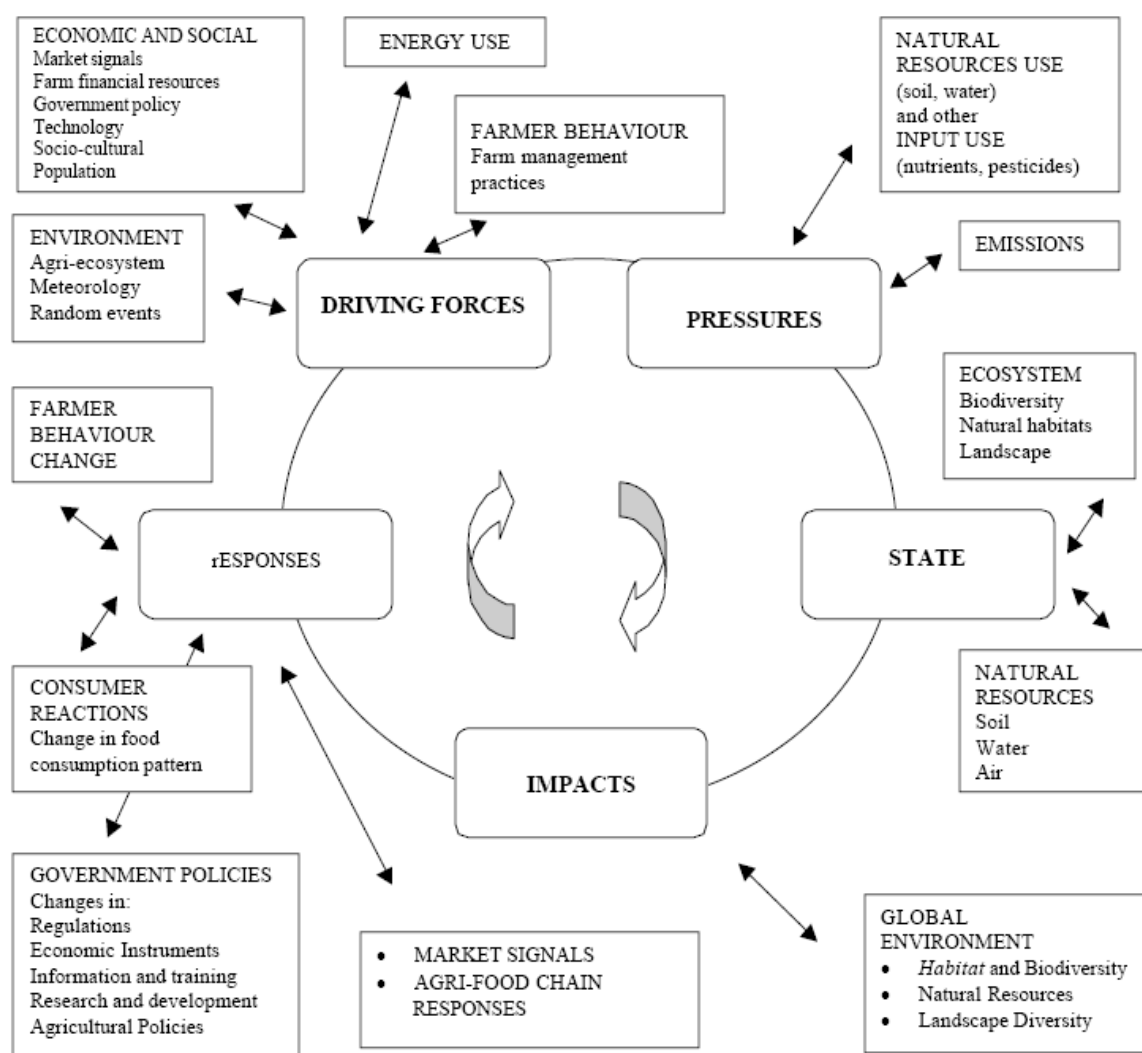 ECONOMIC AND SOCIAL
Market signals
Farm financial resources
Government policy
Technology
Socio-cultural
Population
ENERGY USE
FARMER BEHAVIOUR
Farm management
practices
NATURAL
RESOURCES USE
(soil, water)
and other
INPUT USE
(nutrients, pesticides)
ENVIRONMENT
Agri-ecosystem
Meteorology
Random events
EMISSIONS
DRIVING FORCES
PRESSURES
ECOSYSTEM
Biodiversity
Natural habitats
Landscape
FARMER
BEHAVIOUR
CHANGE
rESPONSES
STATE
CONSUMER
REACTIONS
Change in food
consumption pattern
NATURAL
RESOURCES
Soil
Water
Air
IMPACTS
GOVERNMENT POLICIES
Changes in:
Regulations
Economic Instruments
Information and training
Research and development
Agricultural Policies
• MARKET SIGNALS
• AGRI-FOOD CHAIN
RESPONSES
GLOBAL
ENVIRONMENT
• Habitat and Biodiversity
• Natural Resources
• Landscape Diversity